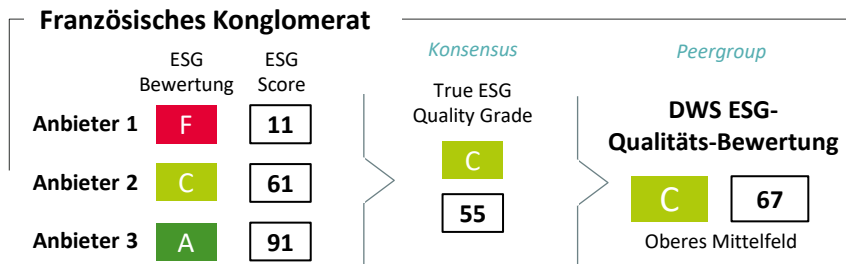 Französisches Konglomerat
ESG
Bewertung
ESG
Score
Anbieter 1
F
11
Anbieter 2
C
61
Anbieter 3
A
91
Konsensus
True ESG
Quality Grade
C
55
Peergroup
DWS ESG-
Qualitäts-Bewertung
C
67
Oberes Mittelfeld